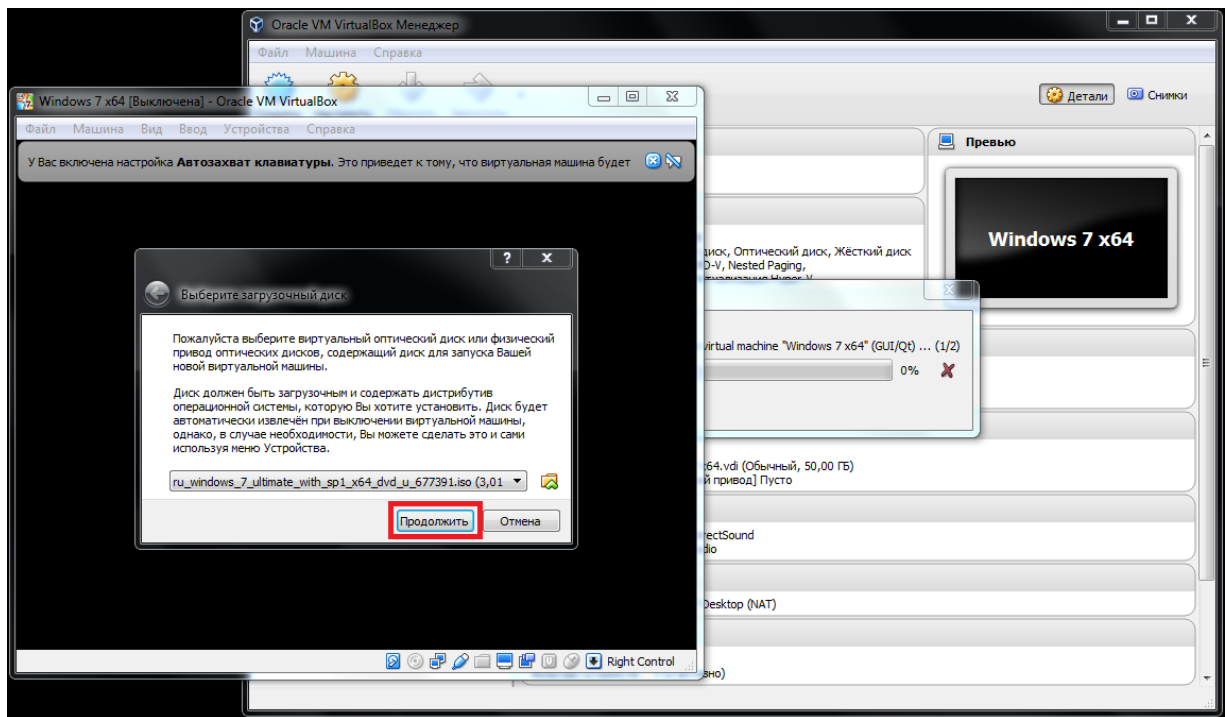 Oracle VM VirtualBox Менеджер
Файл Машина Справка
Детали Снимки
Windows 7 x64 [Выключена] - Oracle VM VirtualBox
Файл Машина Вид Ввод Устройства Справка
У Вас включена настройка Автозахват клавиатуры. Это приведет к тому, что виртуальная машина будет
Превью
Windows 7 x64
диск, Оптический диск, Жёсткий диск
D-V, Nested Paging,
Выберите загрузочный диск
Пожалуйста выберите виртуальный оптический диск или физический
привод оптических дисков, содержащий диск для запуска Вашей
новой виртуальной машины.
Диск должен быть загрузочным и содержать дистрибутив
операционной системы, которую Вы хотите установить. Диск будет
автоматически извлечён при выключении виртуальной машины,
однако, в случае необходимости, Вы можете сделать это и сами
используя меню Устройства.
ru_windows_7_ultimate_with_sp1_x64_dvd_u_677391.iso (3,01
Продолжить Отмена
virtual machine "Windows 7 x64" (GUI/Qt) ... (1/2)
0%
x64.vdi (Обычный, 50,00 ГБ)
й привод] Пусто
rectSound
dio
Desktop (NAT)
вно)
Right Control